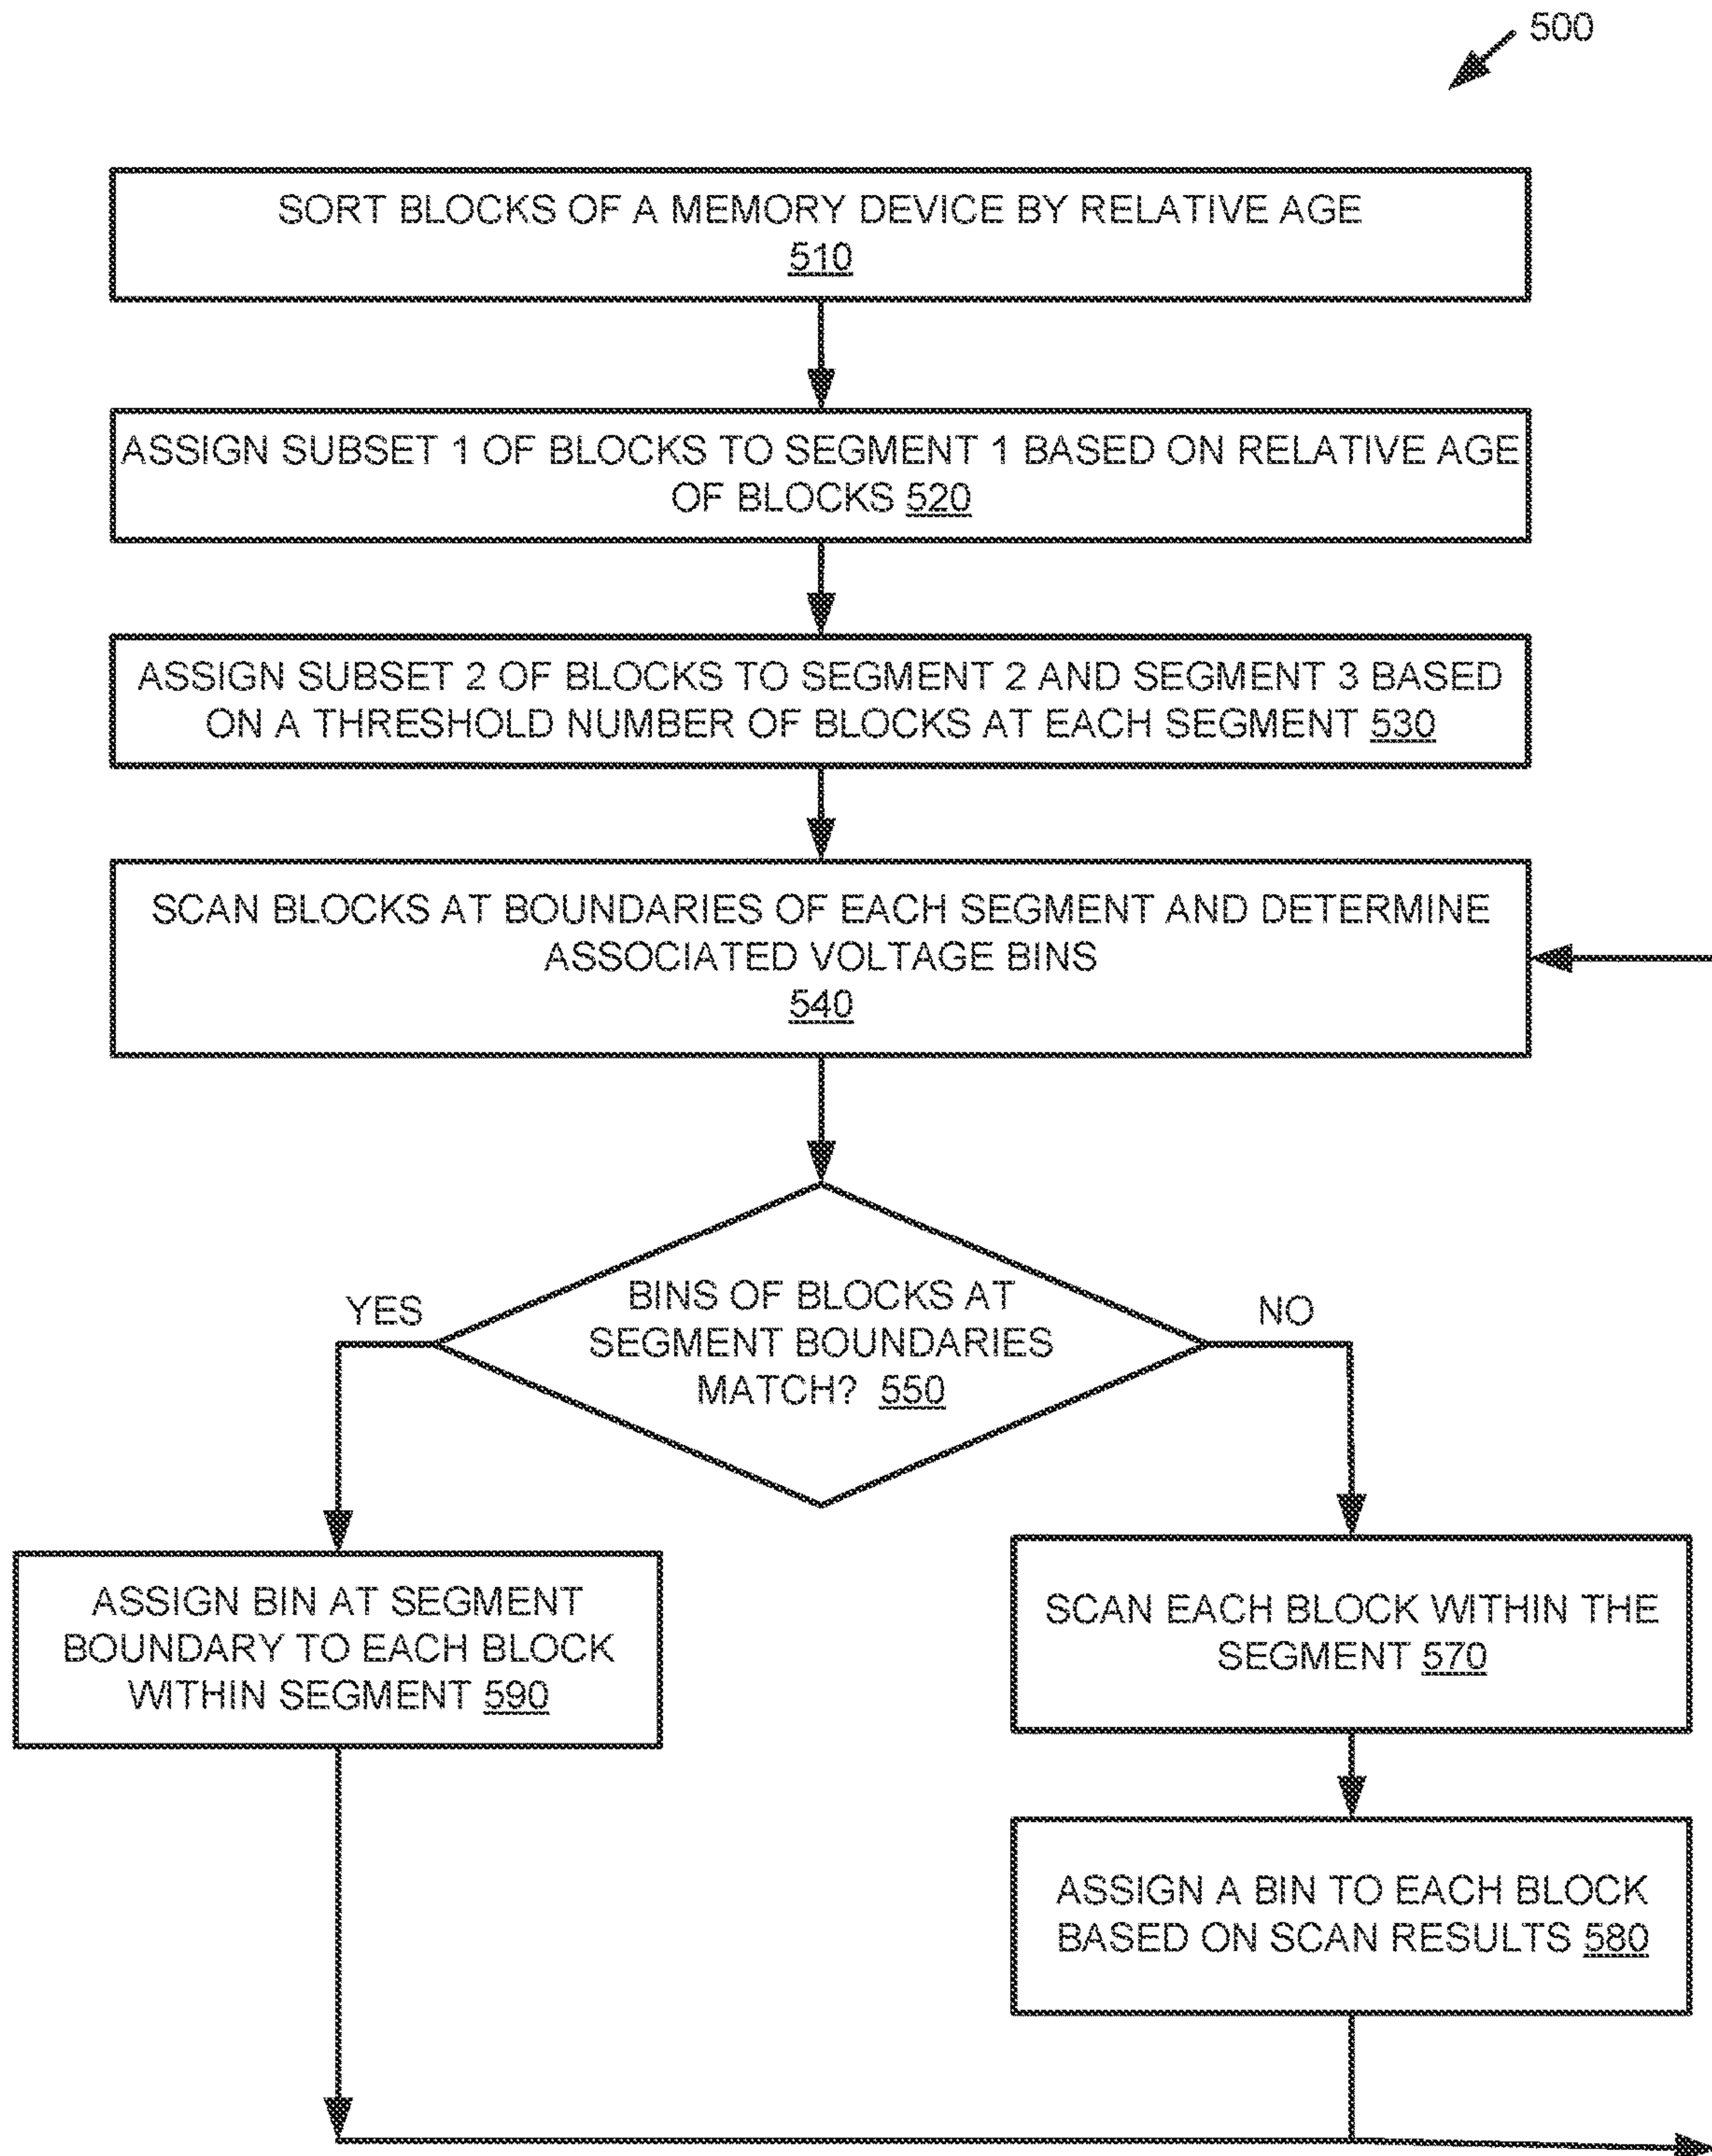 500
SORT BLOCKS OF A MEMORY DEVICE BY RELATIVE AGE
510
ASSIGN SUBSET 1 OF BLOCKS TO SEGMENT 1 BASED ON RELATIVE AGE
OF BLOCKS 520
ASSIGN SUBSET 2 OF BLOCKS TO SEGMENT 2 AND SEGMENT 3 BASED
ON A THRESHOLD NUMBER OF BLOCKS AT EACH SEGMENT 530
SCAN BLOCKS AT BOUNDARIES OF EACH SEGMENT AND DETERMINE
ASSOCIATED VOLTAGE BINS
540
BINS OF BLOCKS AT
SEGMENT BOUNDARIES
MATCH? 550
YES
NO
ASSIGN BIN AT SEGMENT
BOUNDARY TO EACH BLOCK
WITHIN SEGMENT 590
SCAN EACH BLOCK WITHIN THE
SEGMENT 570
ASSIGN A BIN TO EACH BLOCK
BASED ON SCAN RESULTS 580